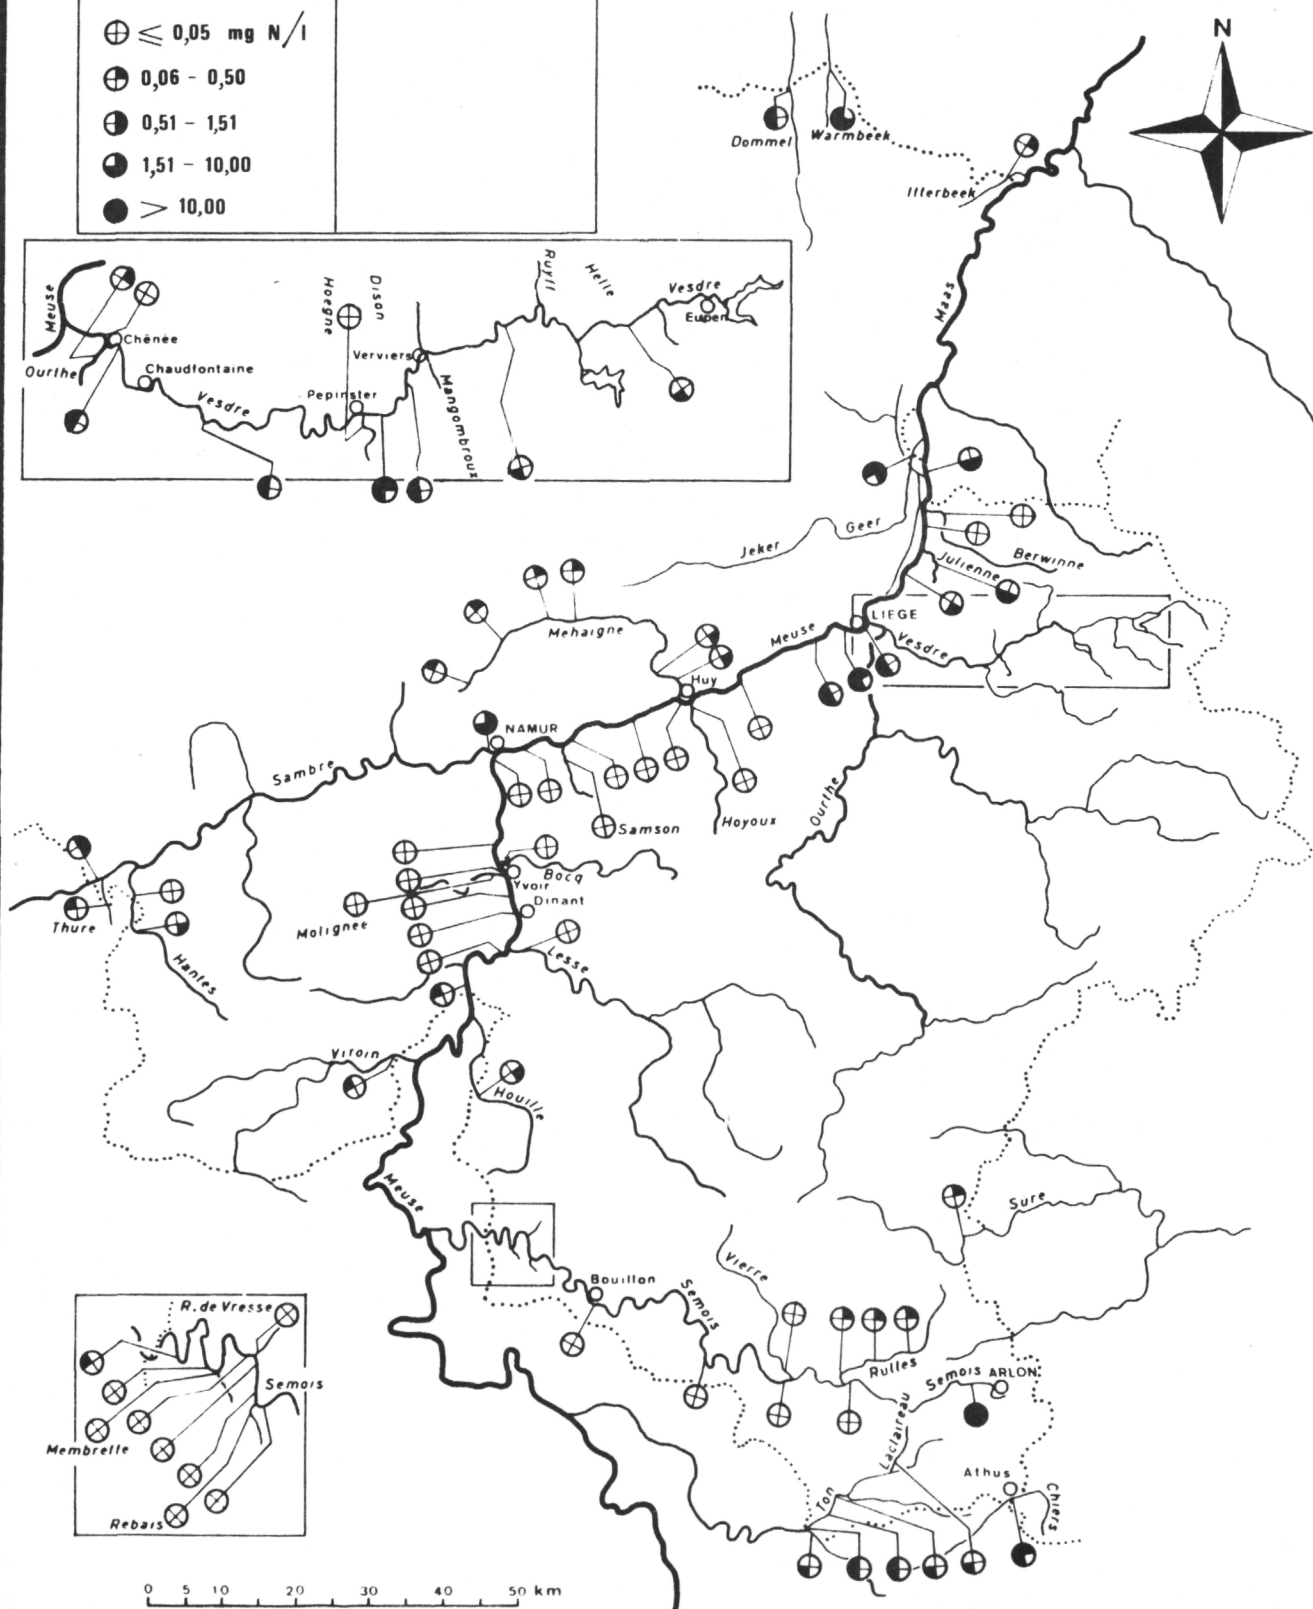 ≤ 0,05 mg N/l
0,06 - 0,50
0,51 - 1,51
1,51 - 10,00
> 10,00
N
Dommel
Warmbeek
Itterbeek
Maas
Meuse
Ourthe
Chênée
Chaudfontaine
Vesdre
Pepinster
Hoegne
Dison
Verviers
Mangombroux
Ruyff
Helle
Vesdre
Eupen
Jeker
Geer
Berwinne
Julienne
LIEGE
Vesdre
Meuse
Mehaigne
Huy
NAMUR
Sambre
Samson
Hoyoux
Ourthe
Bocq
Yvoir
Dinant
Molignée
Thure
Hantes
Lesse
Viroin
Houille
Meuse
Sure
Vierre
Bouillon
Semois
Rulles
Semois
ARLON
Laclaireau
Athus
Ton
Chiers
R. de Vresse
Semois
Membrette
Rebais
0 5 10 20 30 40 50 km